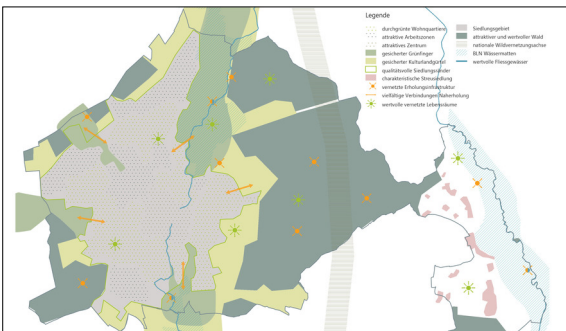 Legende
durchgrünte Wohnquartiere
attraktive Arbeitszonen
attraktives Zentrum
gesicherter Grünfinger
gesicherter Kulturlandgürtel
qualitätsvolle Siedlungsränder
charakteristische Streusiedlung
vernetzte Erholungsinfrastruktur
vielfältige Verbindungen Naherholung
wertvolle vernetzte Lebensräume
Siedlungsgebiet
attraktiver und wertvoller Wald
nationale Wildvernetzungsachse
BLN Wässermatten
wertvolle Fliessgewässer